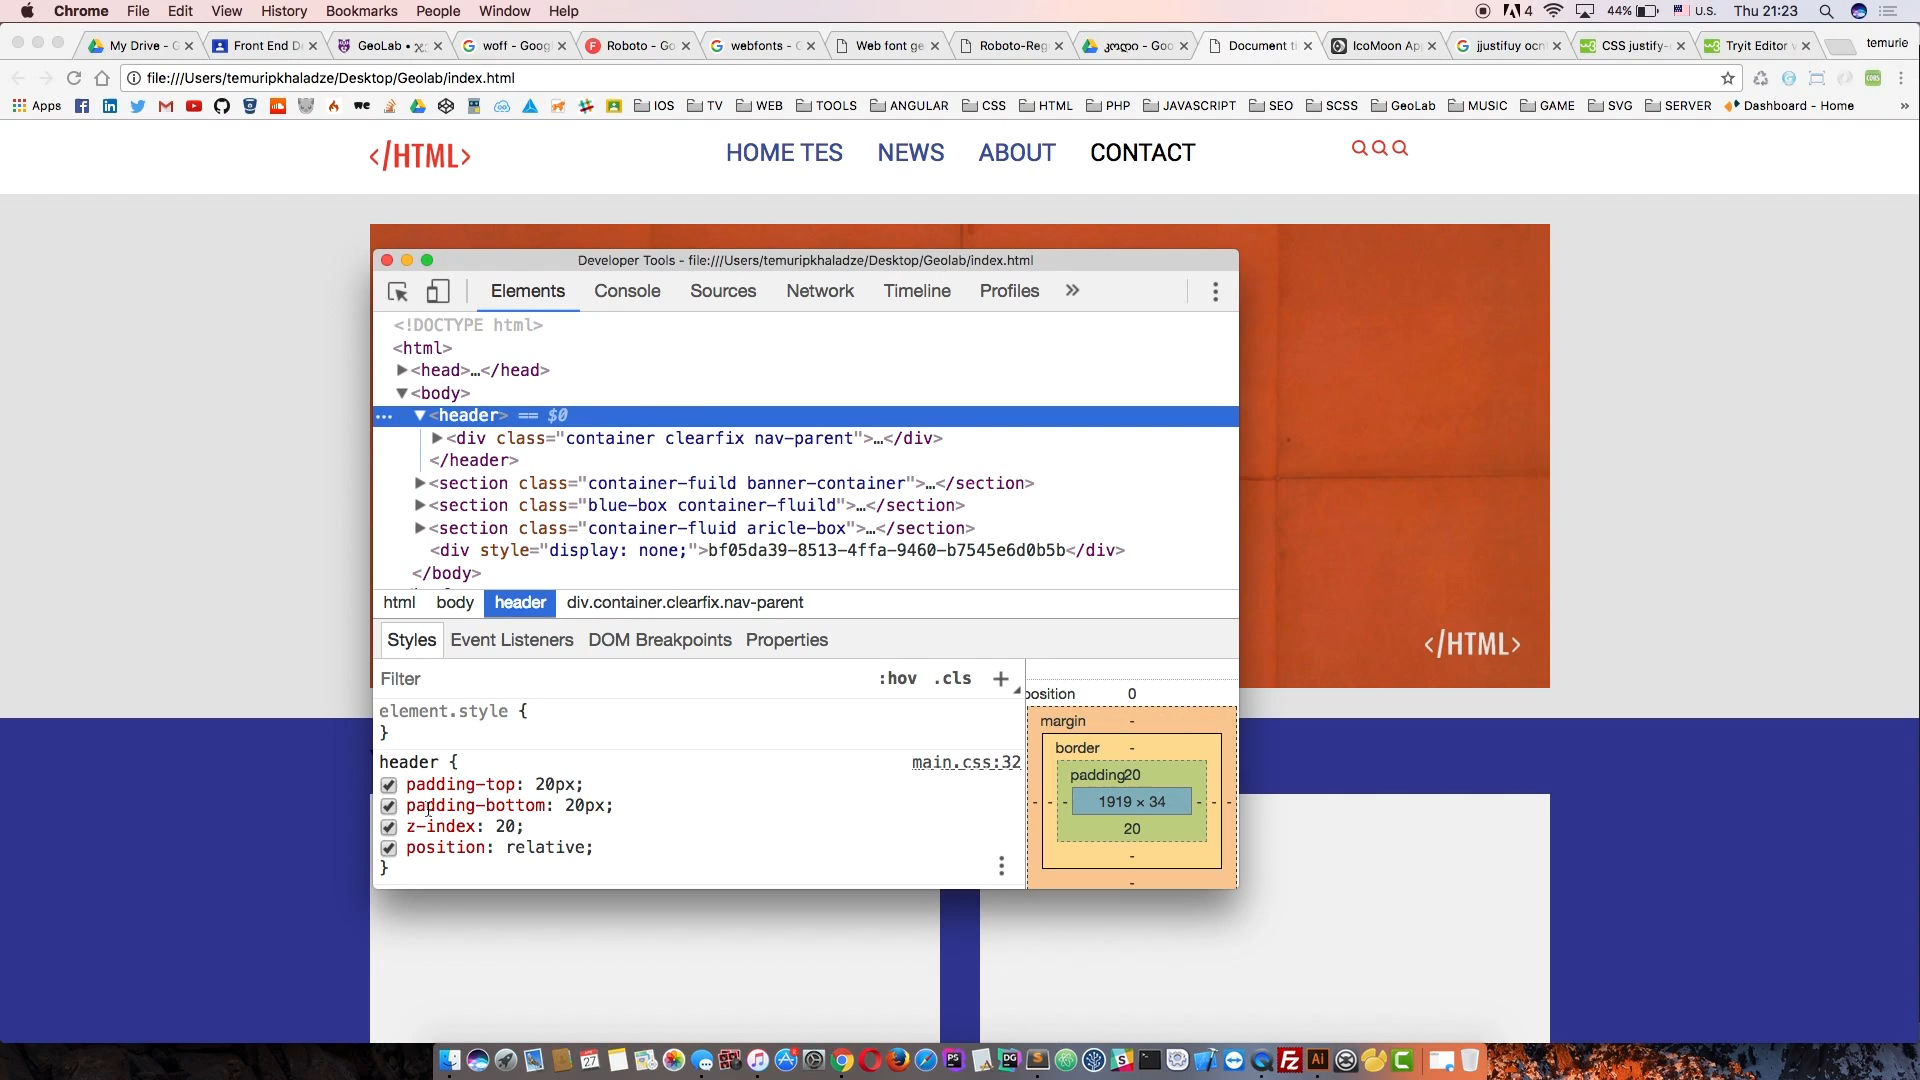 Chrome File Edit View History Bookmarks People Window Help 4 44% U.S. Thu 21:23
My Drive - G Front End D GeoLab • woff - Goog Roboto - Go webfonts - G Web font ge Roboto-Reg კოდი - Goo Document ti IcoMoon Ap jjustifuy ocnt CSS justify- Tryit Editor v temurie
file:///Users/temuripkhaladze/Desktop/Geolab/index.html
Apps IOS TV WEB TOOLS ANGULAR CSS HTML PHP JAVASCRIPT SEO SCSS GeoLab MUSIC GAME SVG SERVER Dashboard - Home »
</HTML> HOME TES NEWS ABOUT CONTACT
Developer Tools - file:///Users/temuripkhaladze/Desktop/Geolab/index.html
Elements Console Sources Network Timeline Profiles »
<!DOCTYPE html>
<html>
▶<head>…</head>
▼<body>
… ▼<header> == $0
▶<div class="container clearfix nav-parent">…</div>
</header>
▶<section class="container-fuild banner-container">…</section>
▶<section class="blue-box container-fluild">…</section>
▶<section class="container-fluid aricle-box">…</section>
<div style="display: none;">bf05da39-8513-4ffa-9460-b7545e6d0b5b</div>
</body>
html body header div.container.clearfix.nav-parent
Styles Event Listeners DOM Breakpoints Properties
Filter :hov .cls +
element.style {
}
header { main.css:32
padding-top: 20px;
padding-bottom: 20px;
z-index: 20;
position: relative;
}
position 0
margin -
border -
padding20
- - - 1919 × 34 - - -
20
-
-
</HTML>